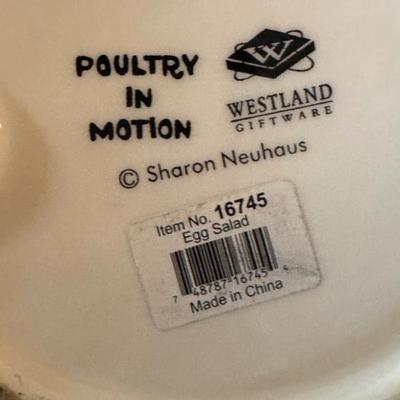 POULTRY
IN
MOTION
W
WESTLAND
GIFTWARE
© Sharon Neuhaus
Item No. 16745
Egg Salad
7 48787 16745 4
Made in China